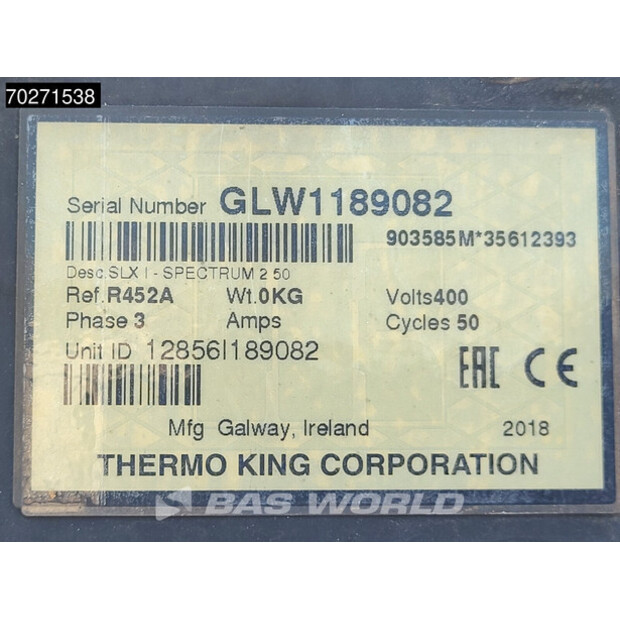 70271538
Serial Number GLW1189082
903585M*35612393
Desc.SLX I - SPECTRUM 2 50
Ref.R452A Wt.0KG Volts400
Phase 3 Amps Cycles 50
Unit ID 12856I189082
EAC CE
Mfg Galway, Ireland 2018
THERMO KING CORPORATION
BAS WORLD